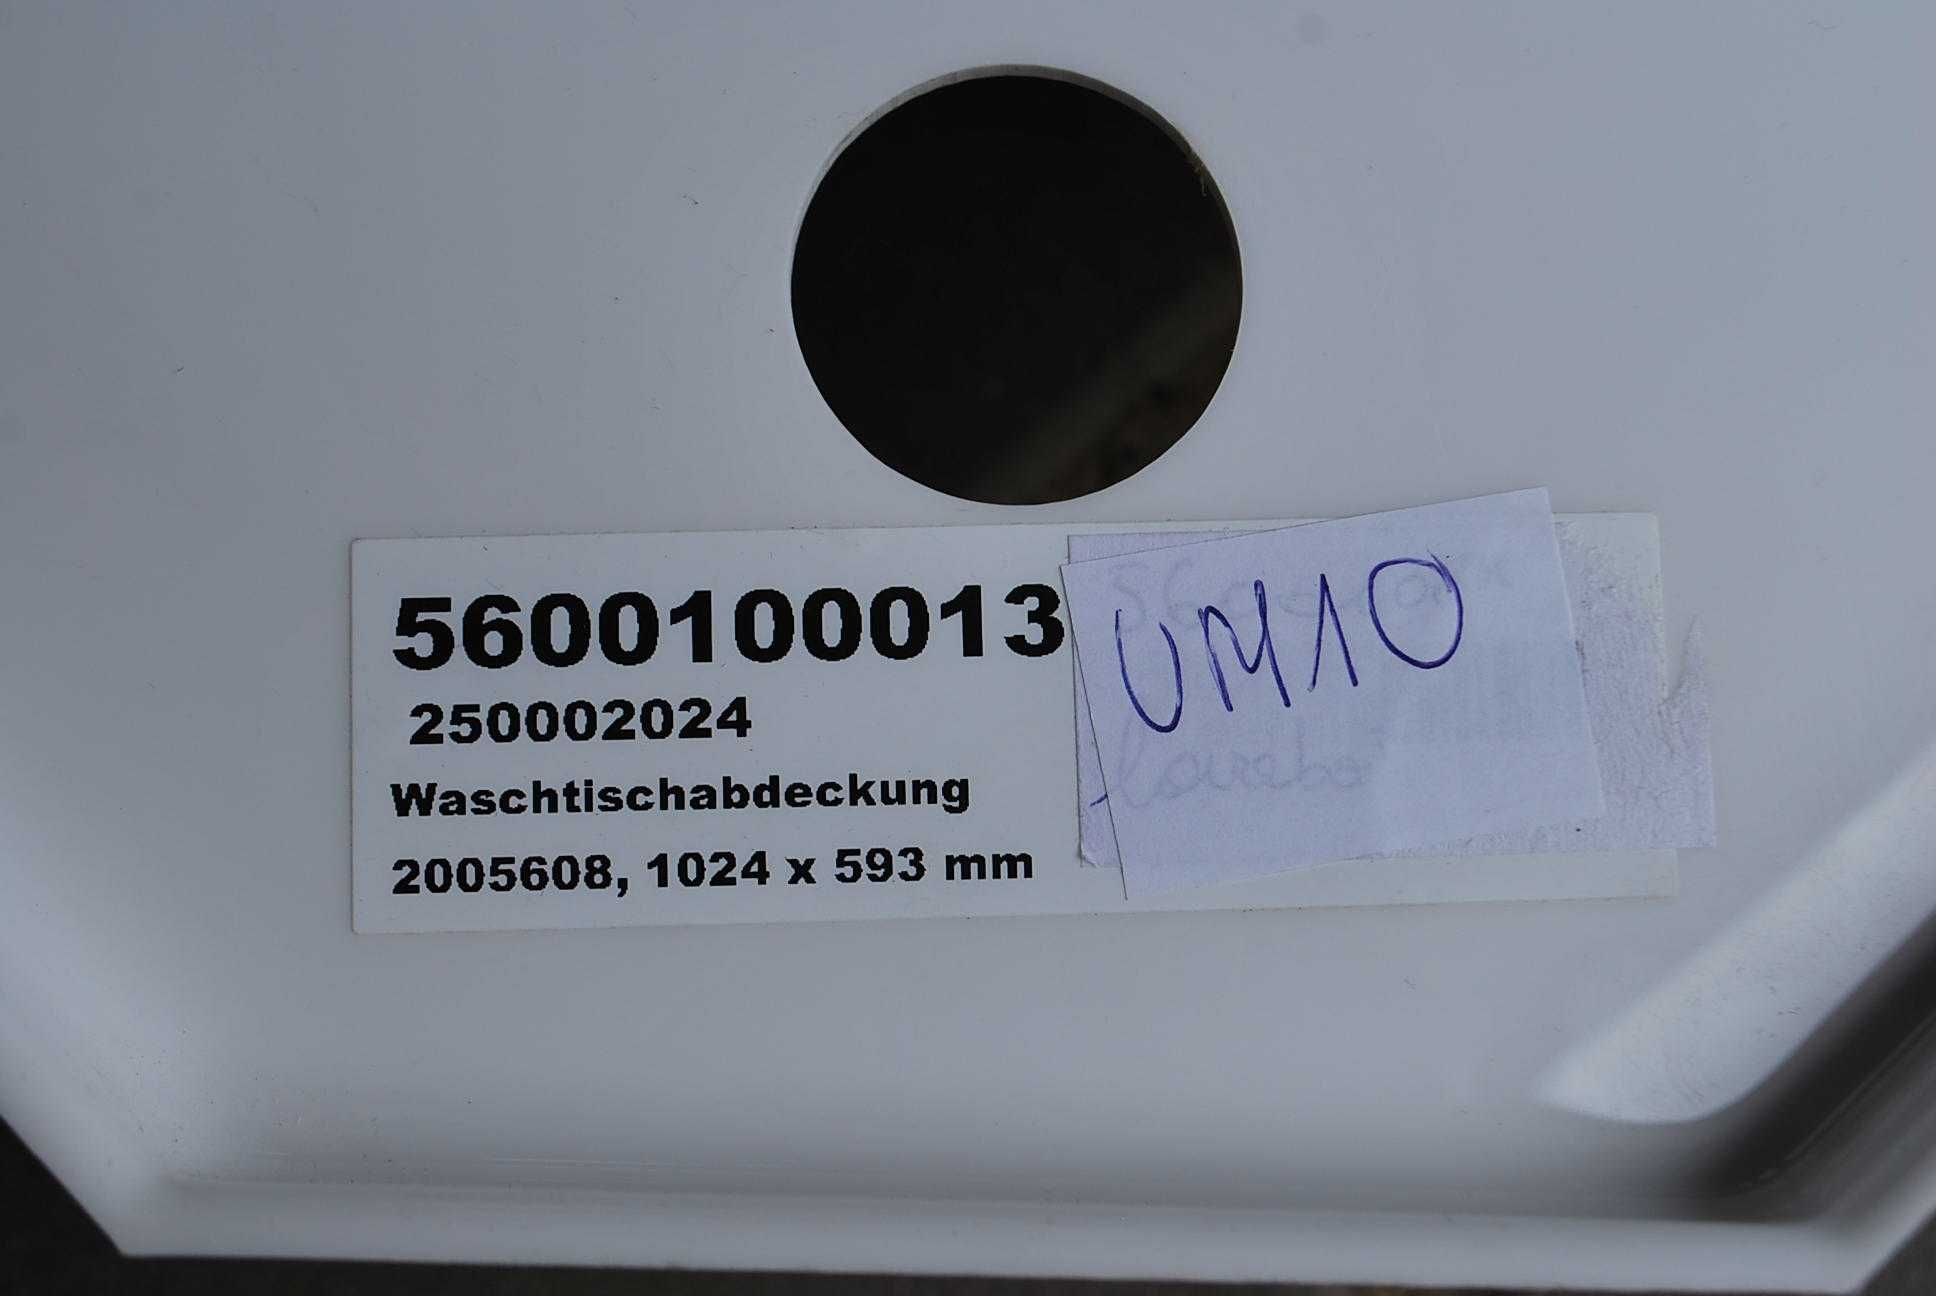 5600100013
UM10
250002024
Waschtischabdeckung
2005608, 1024 x 593 mm